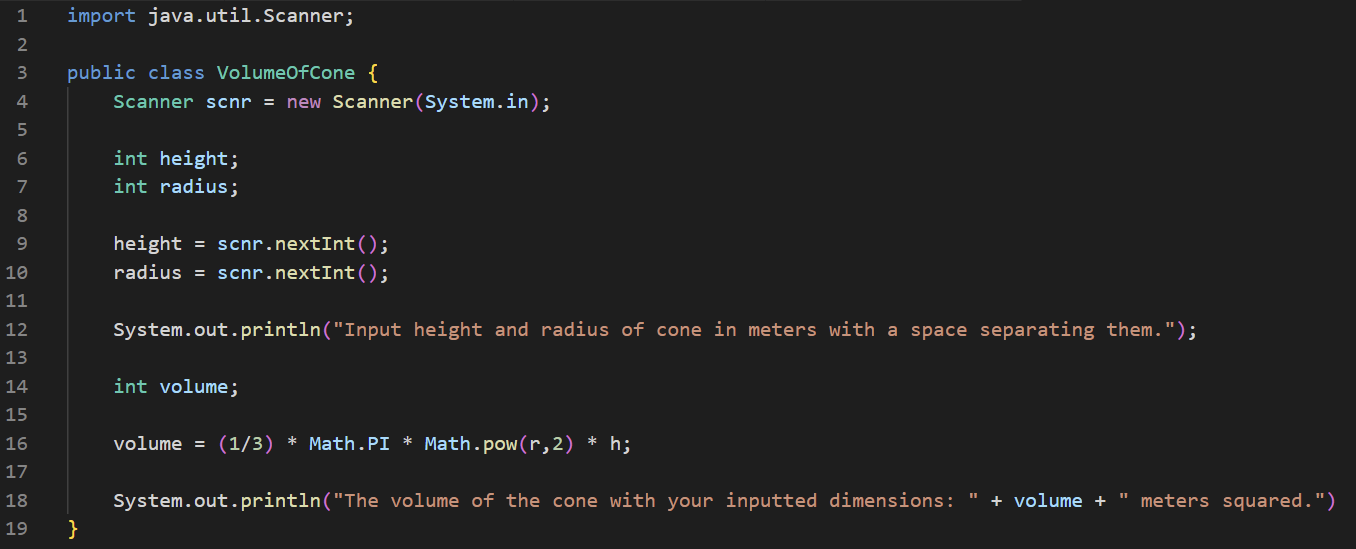 1 import java.util.Scanner;
2
3 public class VolumeOfCone {
4     Scanner scnr = new Scanner(System.in);
5
6     int height;
7     int radius;
8
9     height = scnr.nextInt();
10     radius = scnr.nextInt();
11
12     System.out.println("Input height and radius of cone in meters with a space separating them.");
13
14     int volume;
15
16     volume = (1/3) * Math.PI * Math.pow(r,2) * h;
17
18     System.out.println("The volume of the cone with your inputted dimensions: " + volume + " meters squared.")
19 }